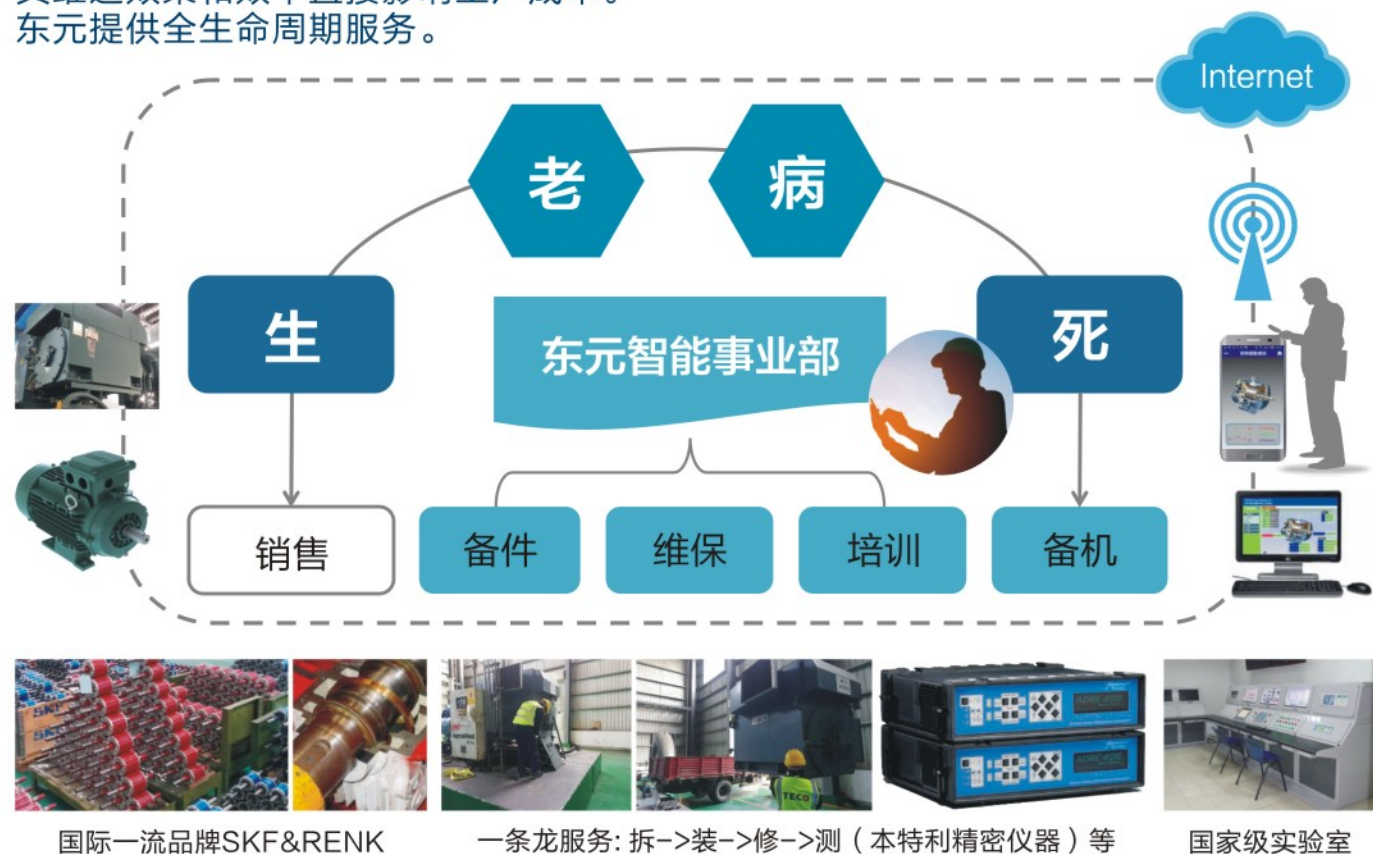 东元提供全生命周期服务。
Internet
老
病
生
东元智能事业部
死
销售
备件
维保
培训
备机
SKF
TECO
国际一流品牌SKF&RENK
一条龙服务: 拆->装->修->测（本特利精密仪器）等
国家级实验室